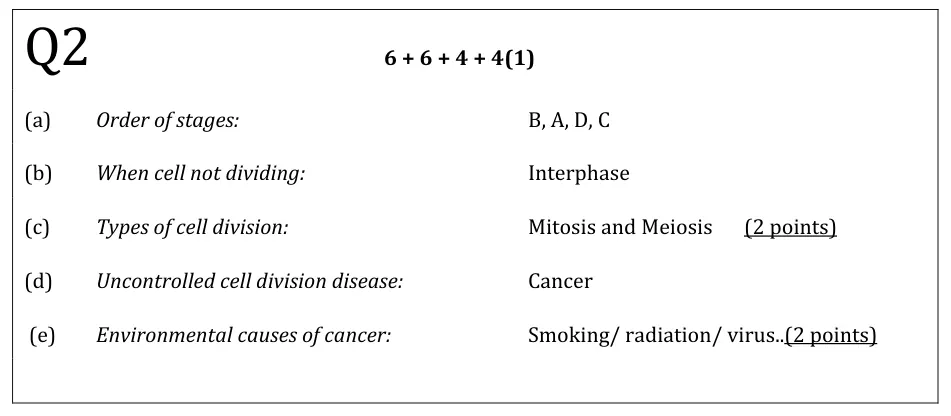 Q2 6 + 6 + 4 + 4(1)
(a) Order of stages: B, A, D, C
(b) When cell not dividing: Interphase
(c) Types of cell division: Mitosis and Meiosis (2 points)
(d) Uncontrolled cell division disease: Cancer
(e) Environmental causes of cancer: Smoking/ radiation/ virus..(2 points)